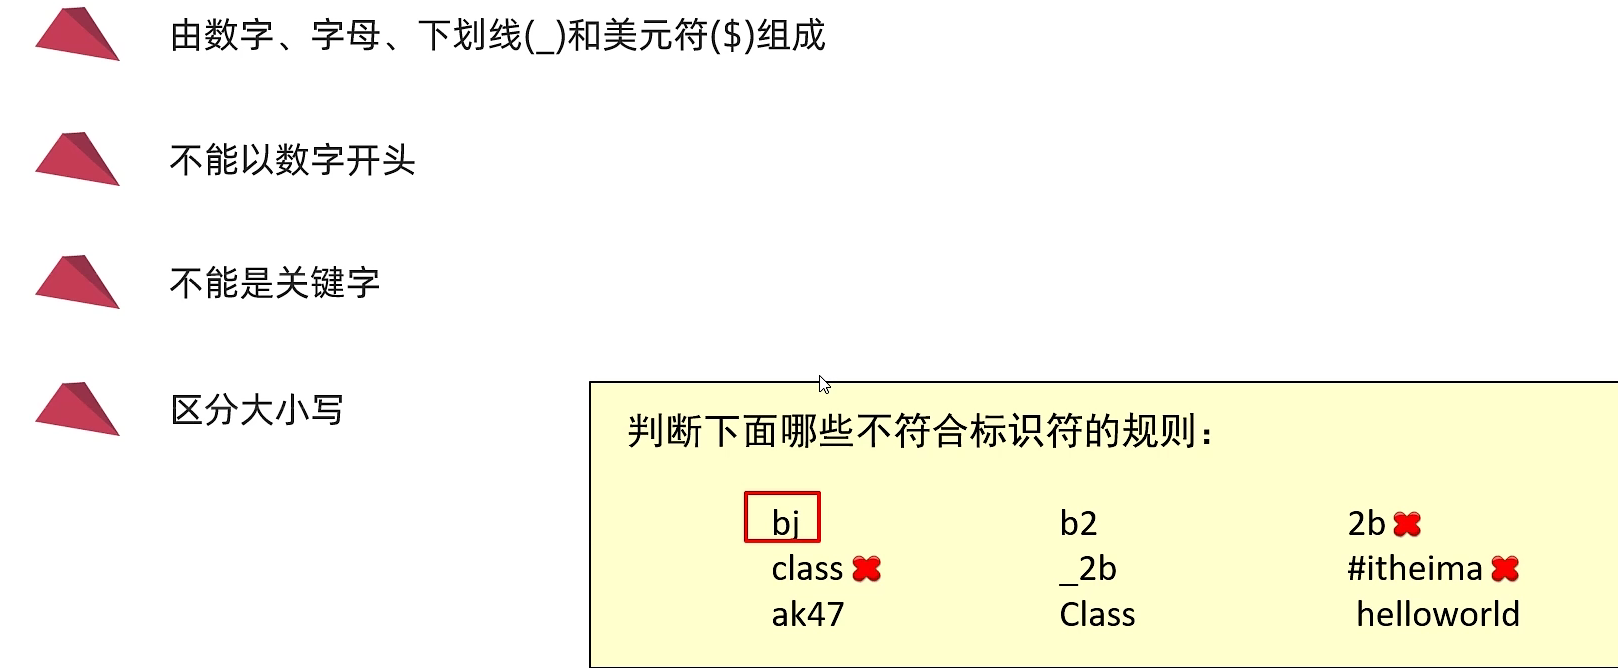 由数字、字母、下划线(_)和美元符($)组成
不能以数字开头
不能是关键字
区分大小写
判断下面哪些不符合标识符的规则：
bj b2 2b
class _2b #itheima
ak47 Class helloworld